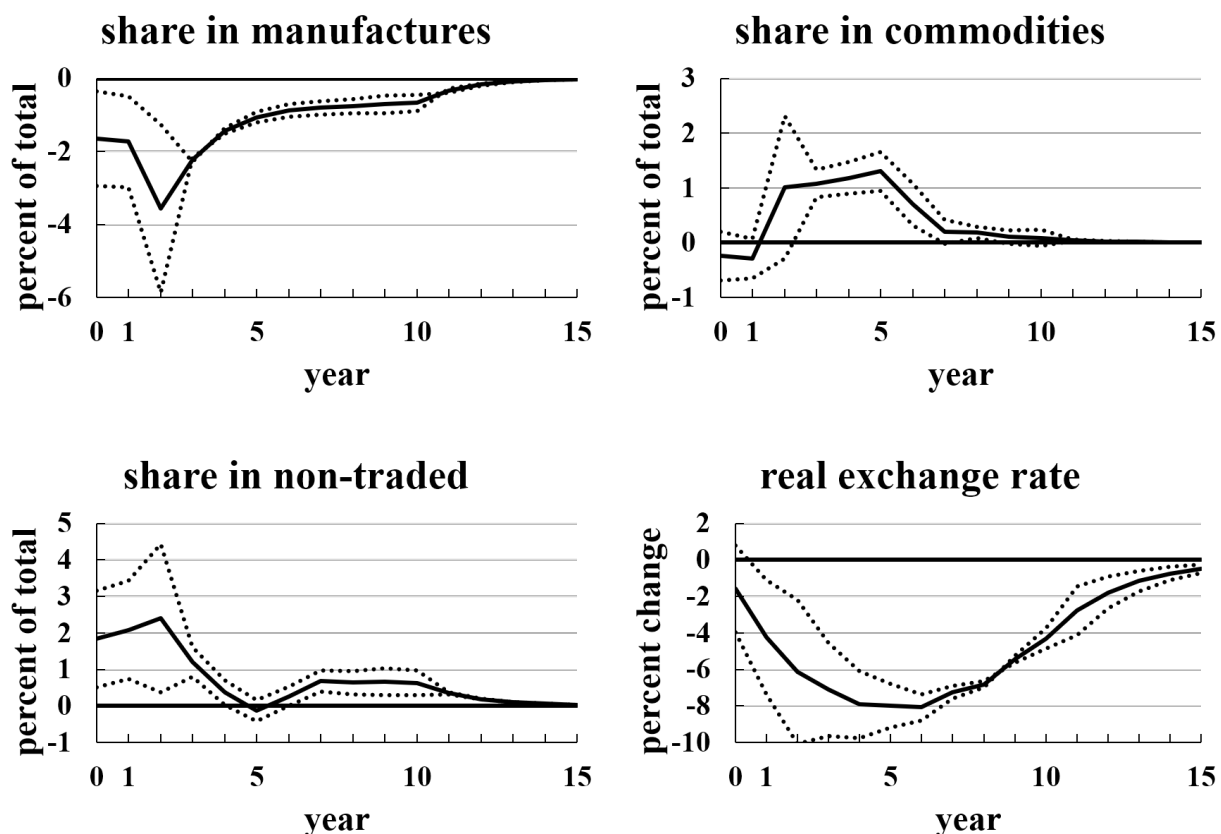 share in manufactures
percent of total
0
-2
-4
-6
0 1 5 10 15
year
share in commodities
percent of total
3
2
1
0
-1
0 1 5 10 15
year
share in non-traded
percent of total
5
4
3
2
1
0
-1
0 1 5 10 15
year
real exchange rate
percent change
2
0
-2
-4
-6
-8
-10
0 1 5 10 15
year